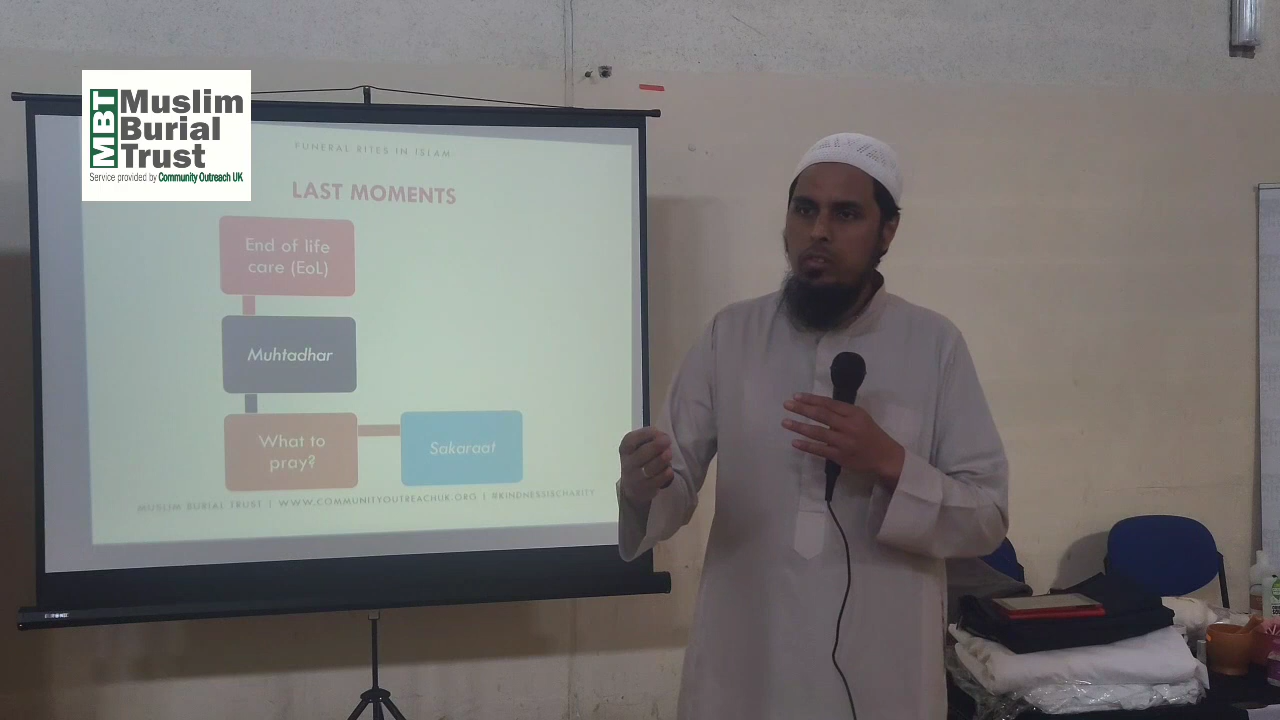 MBT
Muslim
Burial
Trust
Service provided by Community Outreach UK
FUNERAL RITES IN ISLAM
LAST MOMENTS
End of life
care (EoL)
Muhtadhar
What to
pray?
Sakaraat
MUSLIM BURIAL TRUST | WWW.COMMUNITYOUTREACHUK.ORG | #KINDNESSISCHARITY